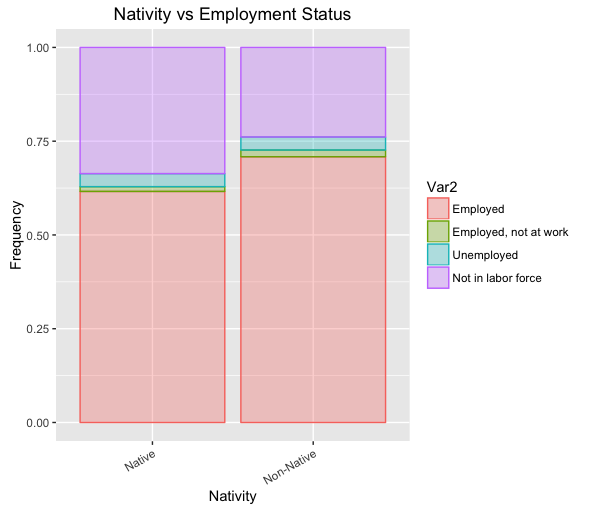 Nativity vs Employment Status
1.00
0.75
0.50
0.25
0.00
Frequency
Native
Non-Native
Nativity
Var2
Employed
Employed, not at work
Unemployed
Not in labor force